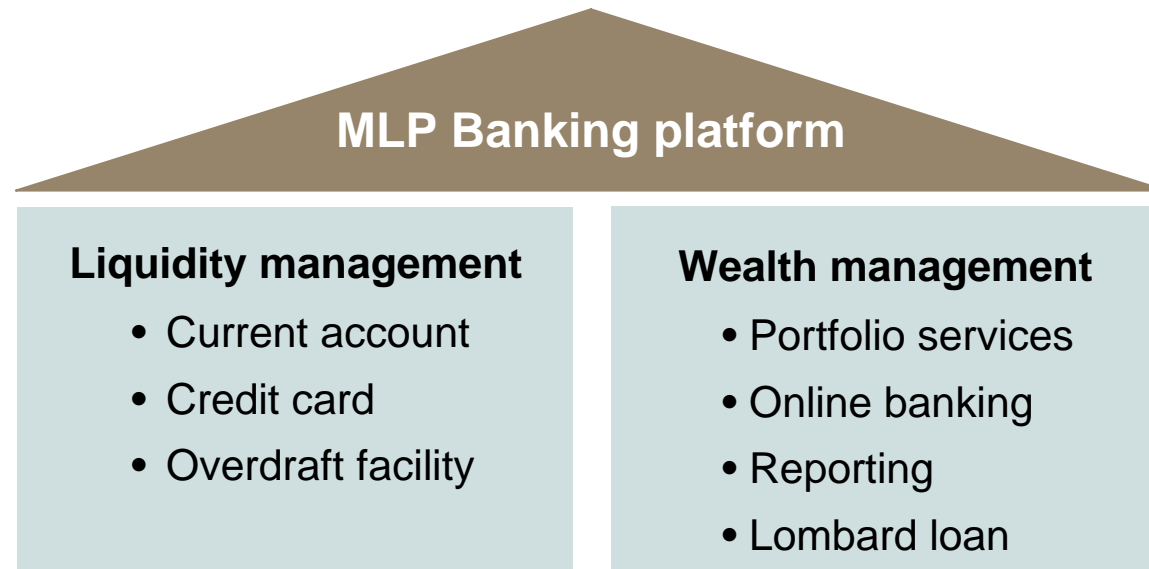 MLP Banking platform
Liquidity management
• Current account
• Credit card
• Overdraft facility
Wealth management
• Portfolio services
• Online banking
• Reporting
• Lombard loan